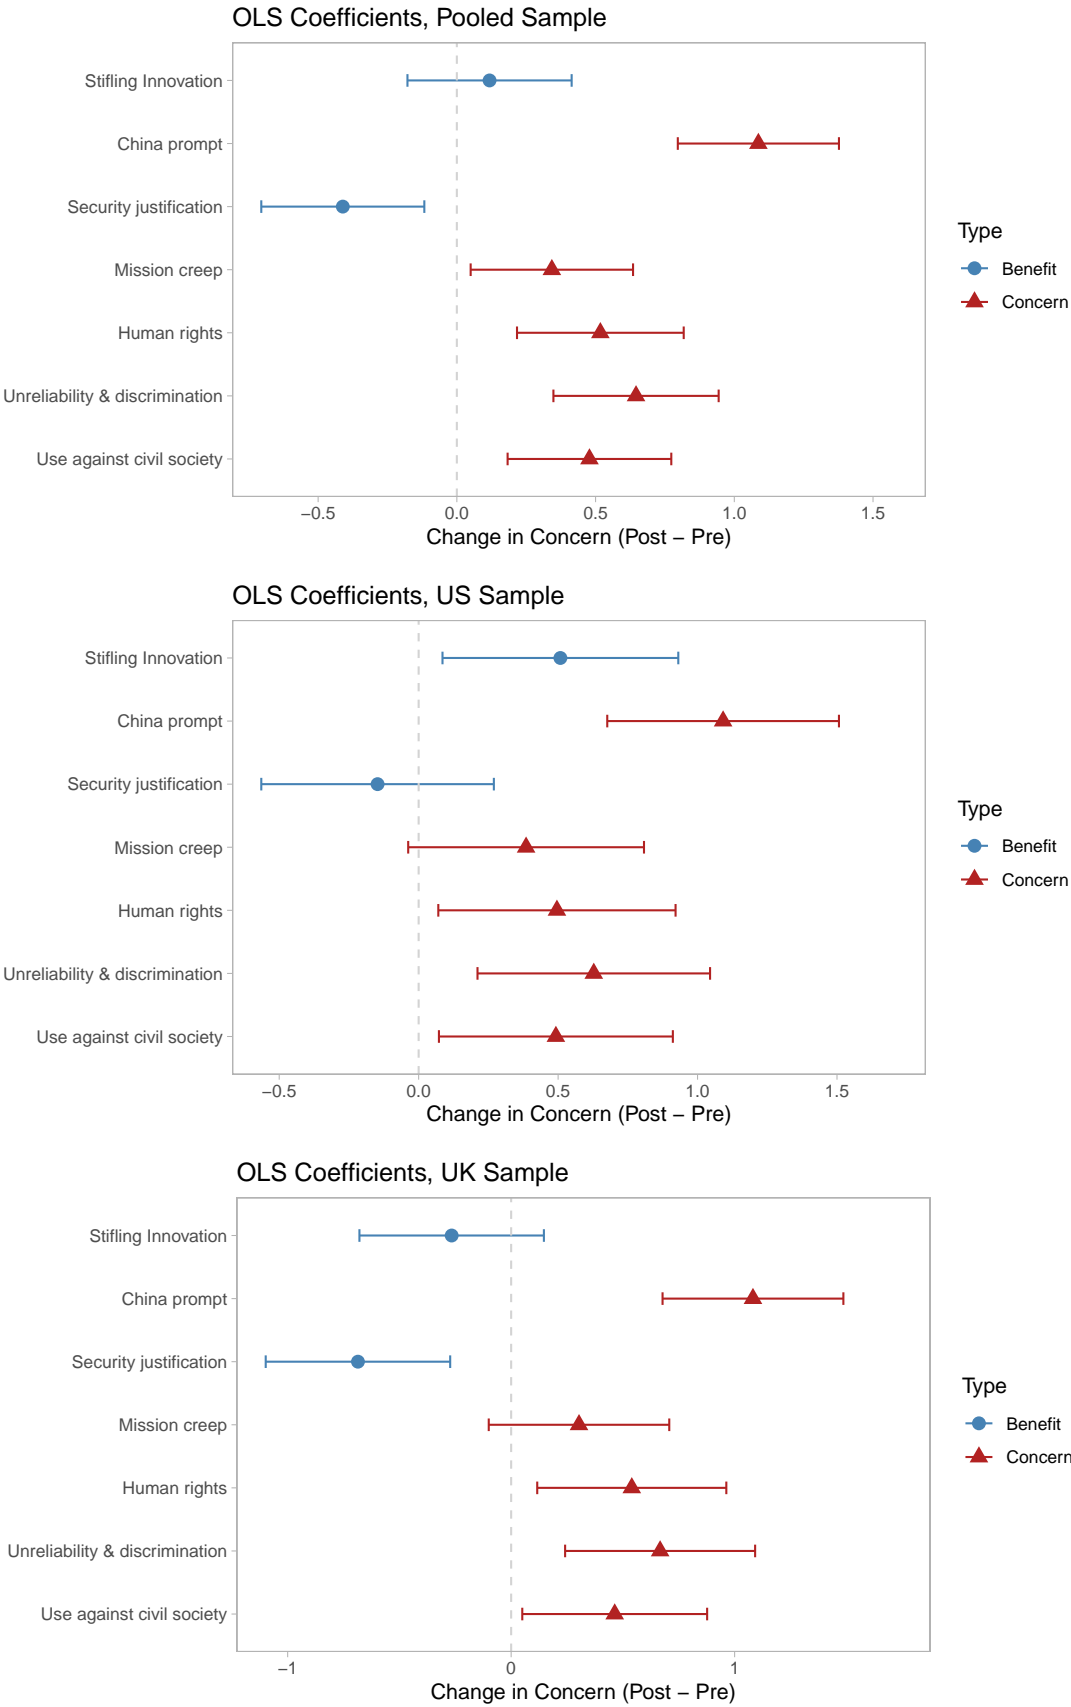 OLS Coefficients, Pooled Sample
Stifling Innovation
China prompt
Security justification
Mission creep
Human rights
Unreliability & discrimination
Use against civil society
−0.5 0.0 0.5 1.0 1.5
Change in Concern (Post − Pre)
Type
Benefit
Concern
OLS Coefficients, US Sample
Stifling Innovation
China prompt
Security justification
Mission creep
Human rights
Unreliability & discrimination
Use against civil society
−0.5 0.0 0.5 1.0 1.5
Change in Concern (Post − Pre)
Type
Benefit
Concern
OLS Coefficients, UK Sample
Stifling Innovation
China prompt
Security justification
Mission creep
Human rights
Unreliability & discrimination
Use against civil society
−1 0 1
Change in Concern (Post − Pre)
Type
Benefit
Concern